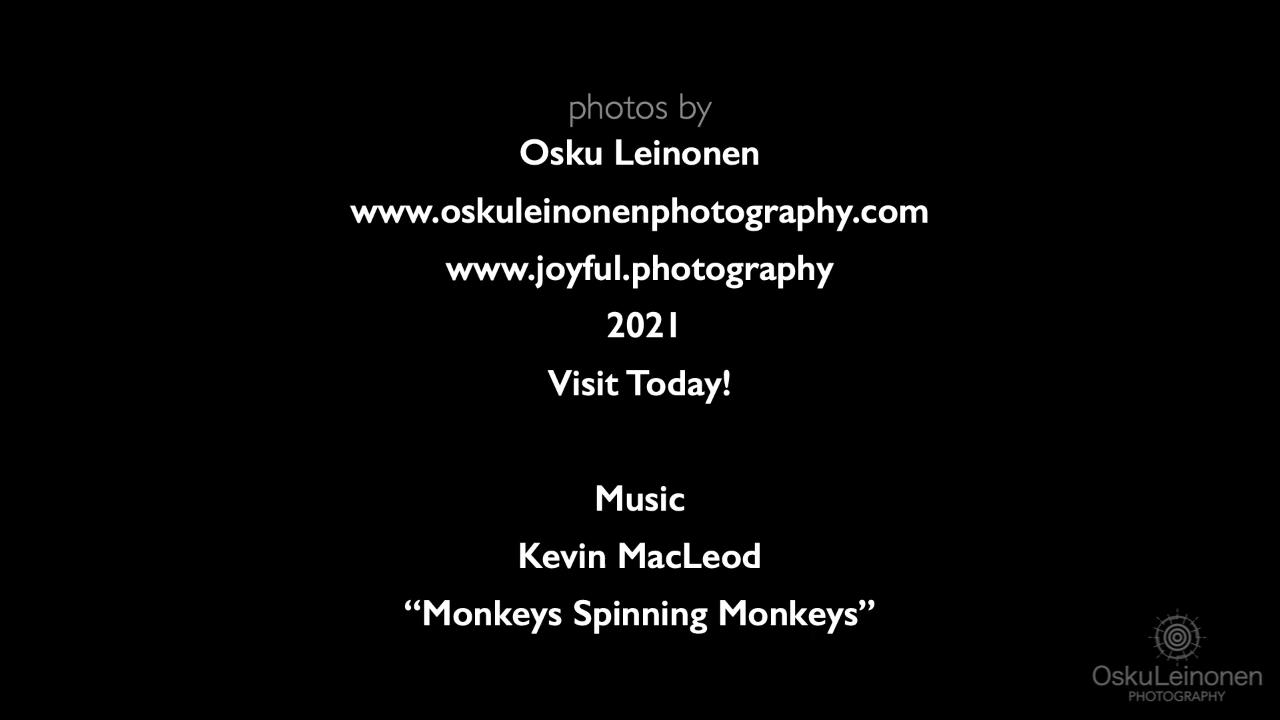 photos by
Osku Leinonen
www.oskuleinonenphotography.com
www.joyful.photography
2021
Visit Today!
Music
Kevin MacLeod
“Monkeys Spinning Monkeys”
OskuLeinonen
PHOTOGRAPHY